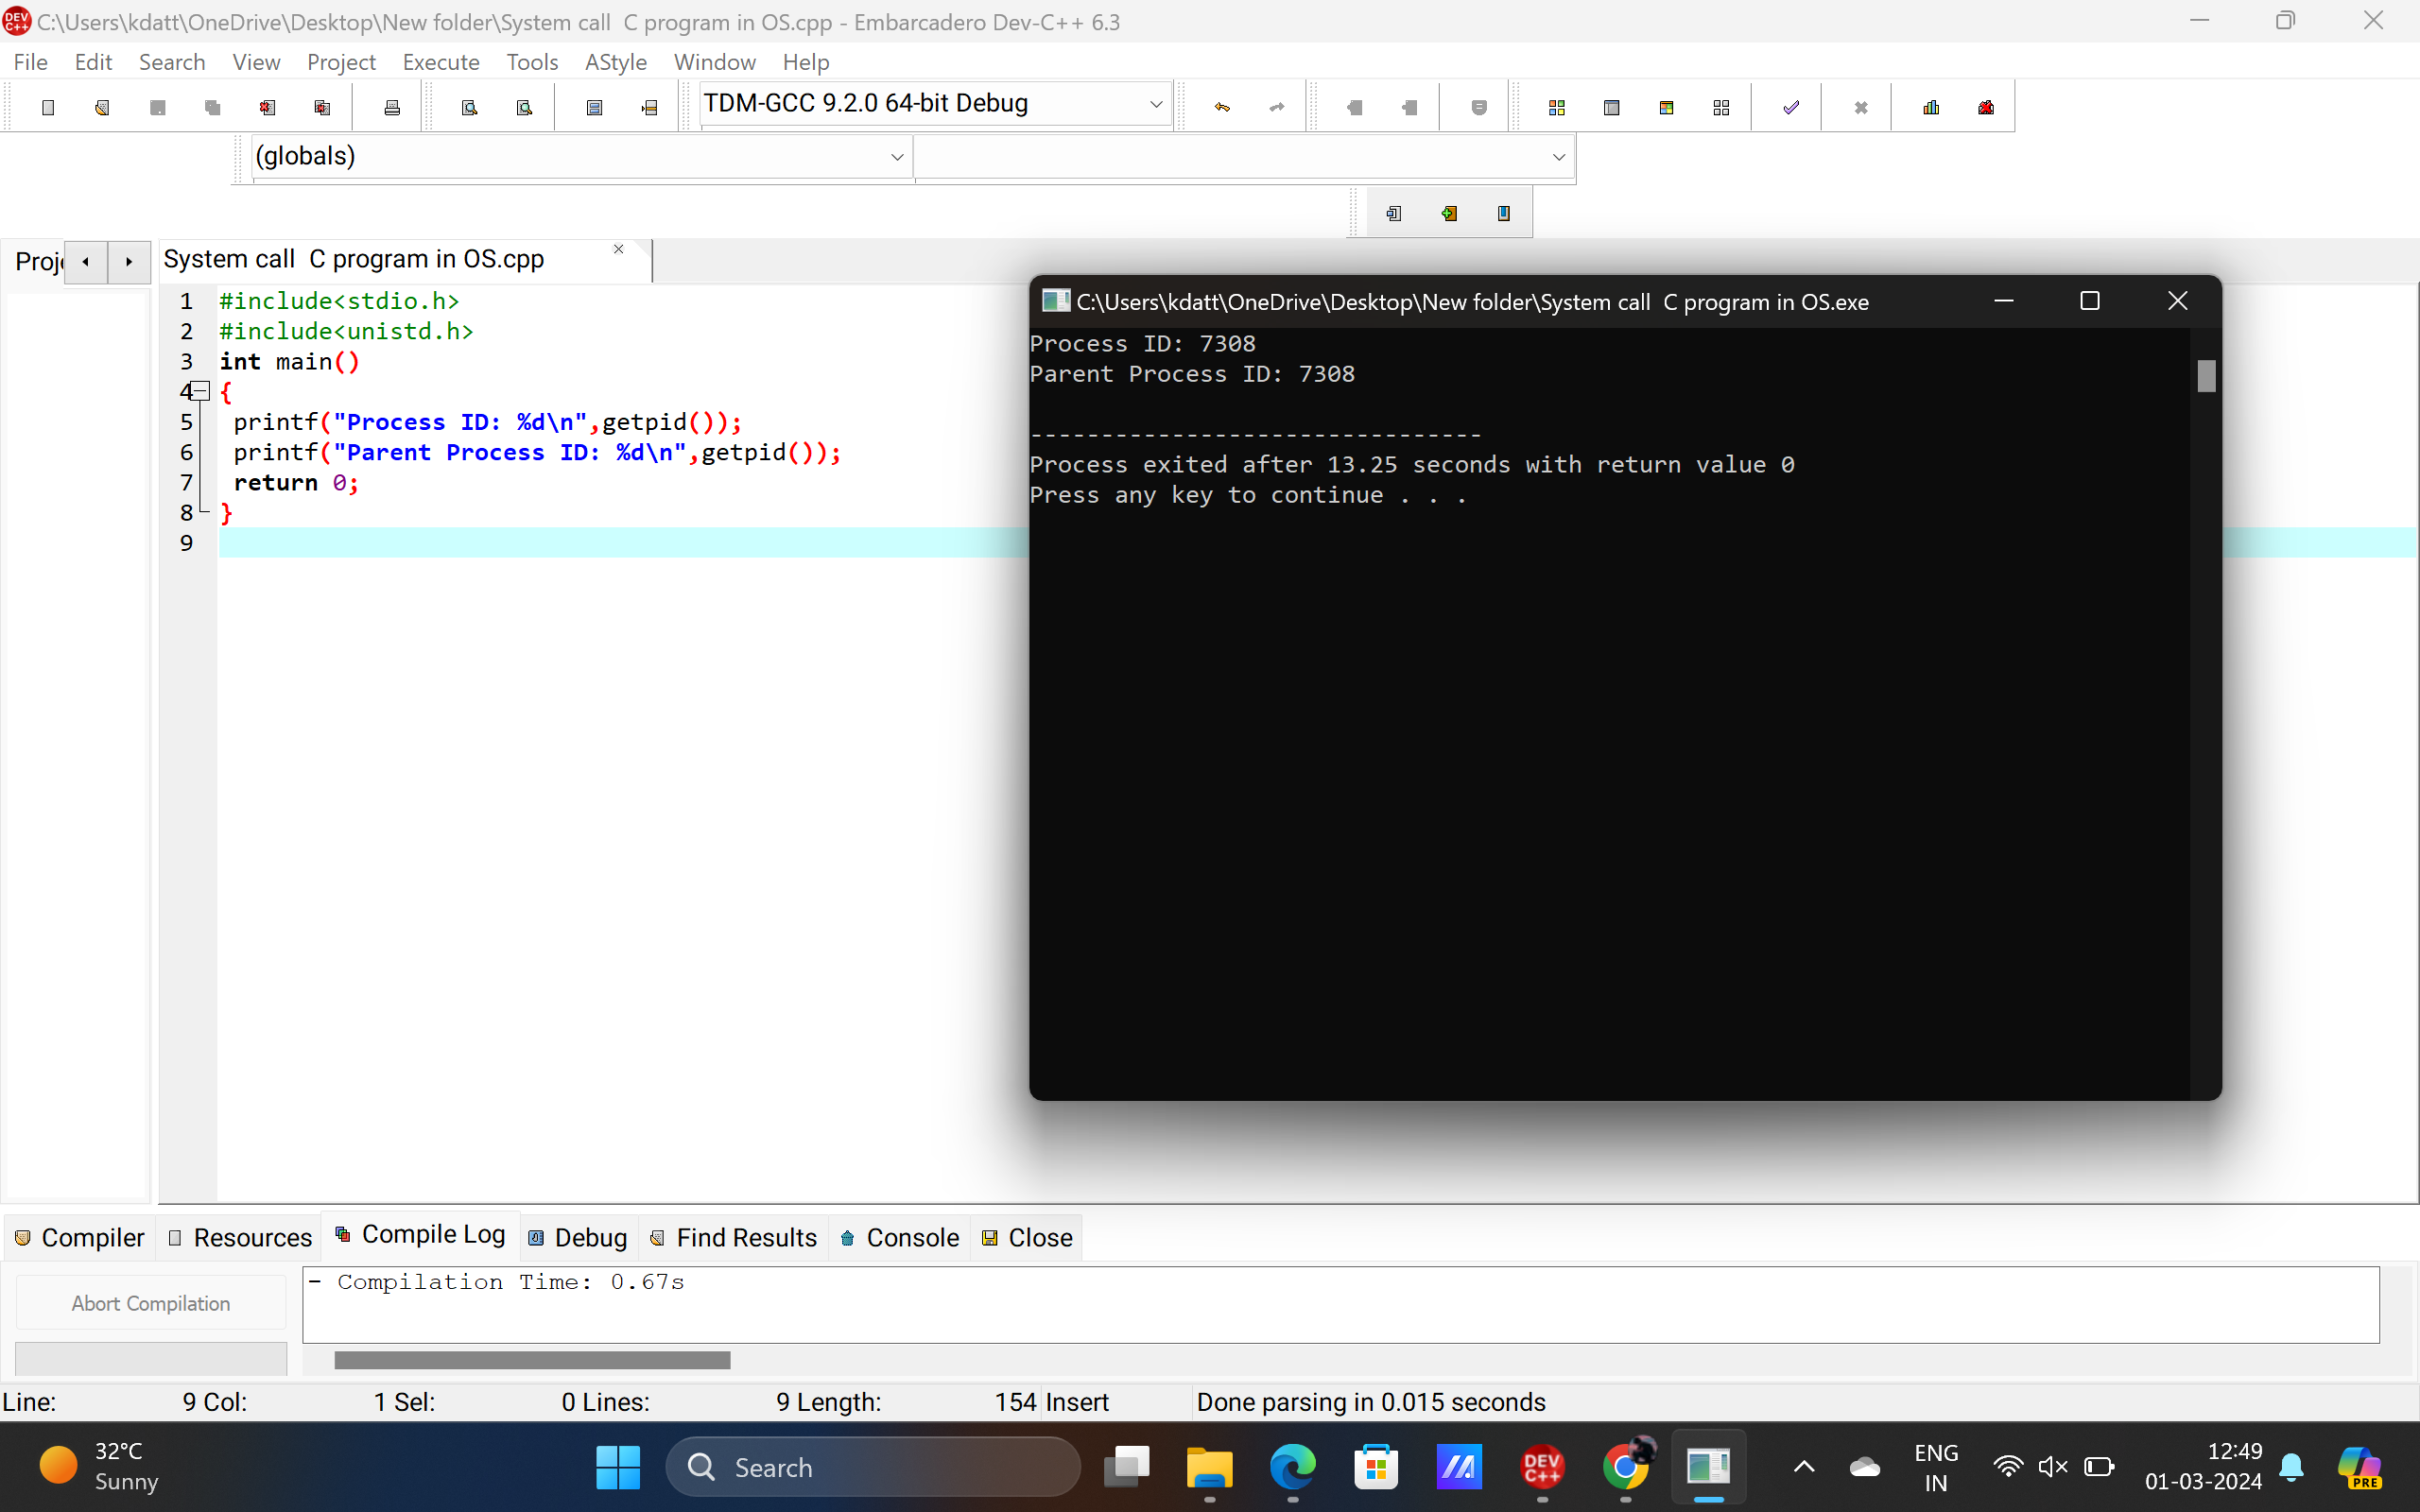 C:\Users\kdatt\OneDrive\Desktop\New folder\System call  C program in OS.cpp - Embarcadero Dev-C++ 6.3
File Edit Search View Project Execute Tools AStyle Window Help
TDM-GCC 9.2.0 64-bit Debug
(globals)
Proj
System call  C program in OS.cpp
1 #include<stdio.h>
2 #include<unistd.h>
3 int main()
4 {
5 printf("Process ID: %d\n",getpid());
6 printf("Parent Process ID: %d\n",getpid());
7 return 0;
8 }
9
C:\Users\kdatt\OneDrive\Desktop\New folder\System call  C program in OS.exe
Process ID: 7308
Parent Process ID: 7308
--------------------------------
Process exited after 13.25 seconds with return value 0
Press any key to continue . . .
Compiler Resources Compile Log Debug Find Results Console Close
Abort Compilation
- Compilation Time: 0.67s
Line: 9 Col: 1 Sel: 0 Lines: 9 Length: 154 Insert Done parsing in 0.015 seconds
32°C
Sunny
Search
DEV C++
ENG
IN
12:49
01-03-2024
PRE